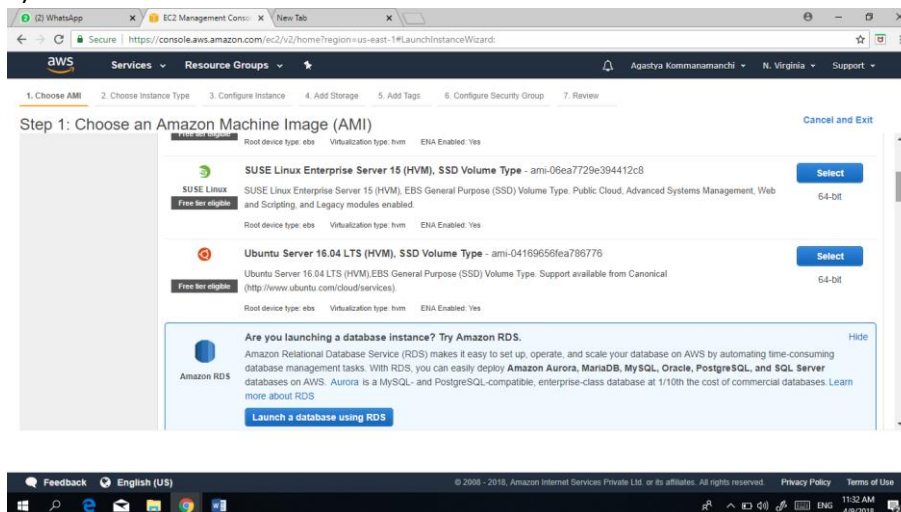 (2) WhatsApp
EC2 Management Conso
New Tab
Secure | https://console.aws.amazon.com/ec2/v2/home?region=us-east-1#LaunchInstanceWizard:
aws Services Resource Groups Agastya Kommanamanchi N. Virginia Support
1. Choose AMI 2. Choose Instance Type 3. Configure Instance 4. Add Storage 5. Add Tags 6. Configure Security Group 7. Review
Step 1: Choose an Amazon Machine Image (AMI) Cancel and Exit
Free tier eligible
Root device type: ebs Virtualization type: hvm ENA Enabled: Yes
SUSE Linux
Free tier eligible
SUSE Linux Enterprise Server 15 (HVM), SSD Volume Type - ami-06ea7729e394412c8
SUSE Linux Enterprise Server 15 (HVM), EBS General Purpose (SSD) Volume Type. Public Cloud, Advanced Systems Management, Web
and Scripting, and Legacy modules enabled.
Root device type: ebs Virtualization type: hvm ENA Enabled: Yes
Select
64-bit
Free tier eligible
Ubuntu Server 16.04 LTS (HVM), SSD Volume Type - ami-04169656fea786776
Ubuntu Server 16.04 LTS (HVM),EBS General Purpose (SSD) Volume Type. Support available from Canonical
(http://www.ubuntu.com/cloud/services).
Root device type: ebs Virtualization type: hvm ENA Enabled: Yes
Select
64-bit
Amazon RDS
Are you launching a database instance? Try Amazon RDS. Hide
Amazon Relational Database Service (RDS) makes it easy to set up, operate, and scale your database on AWS by automating time-consuming
database management tasks. With RDS, you can easily deploy Amazon Aurora, MariaDB, MySQL, Oracle, PostgreSQL, and SQL Server
databases on AWS. Aurora is a MySQL- and PostgreSQL-compatible, enterprise-class database at 1/10th the cost of commercial databases. Learn
more about RDS
Launch a database using RDS
Feedback English (US) © 2008 - 2018, Amazon Internet Services Private Ltd. or its affiliates. All rights reserved. Privacy Policy Terms of Use
ENG 11:32 AM